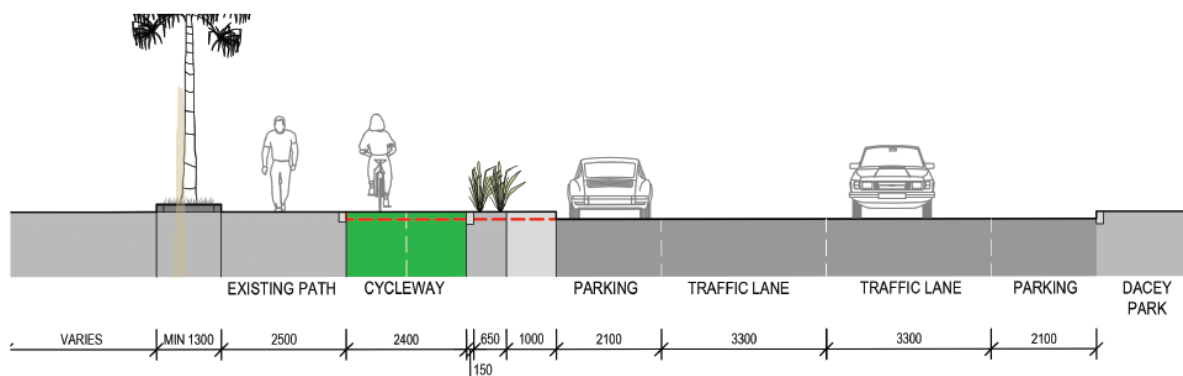 EXISTING PATH CYCLEWAY PARKING TRAFFIC LANE TRAFFIC LANE PARKING DACEY
PARK
VARIES MIN 1300 2500 2400 650 1000 2100 3300 3300 2100
150